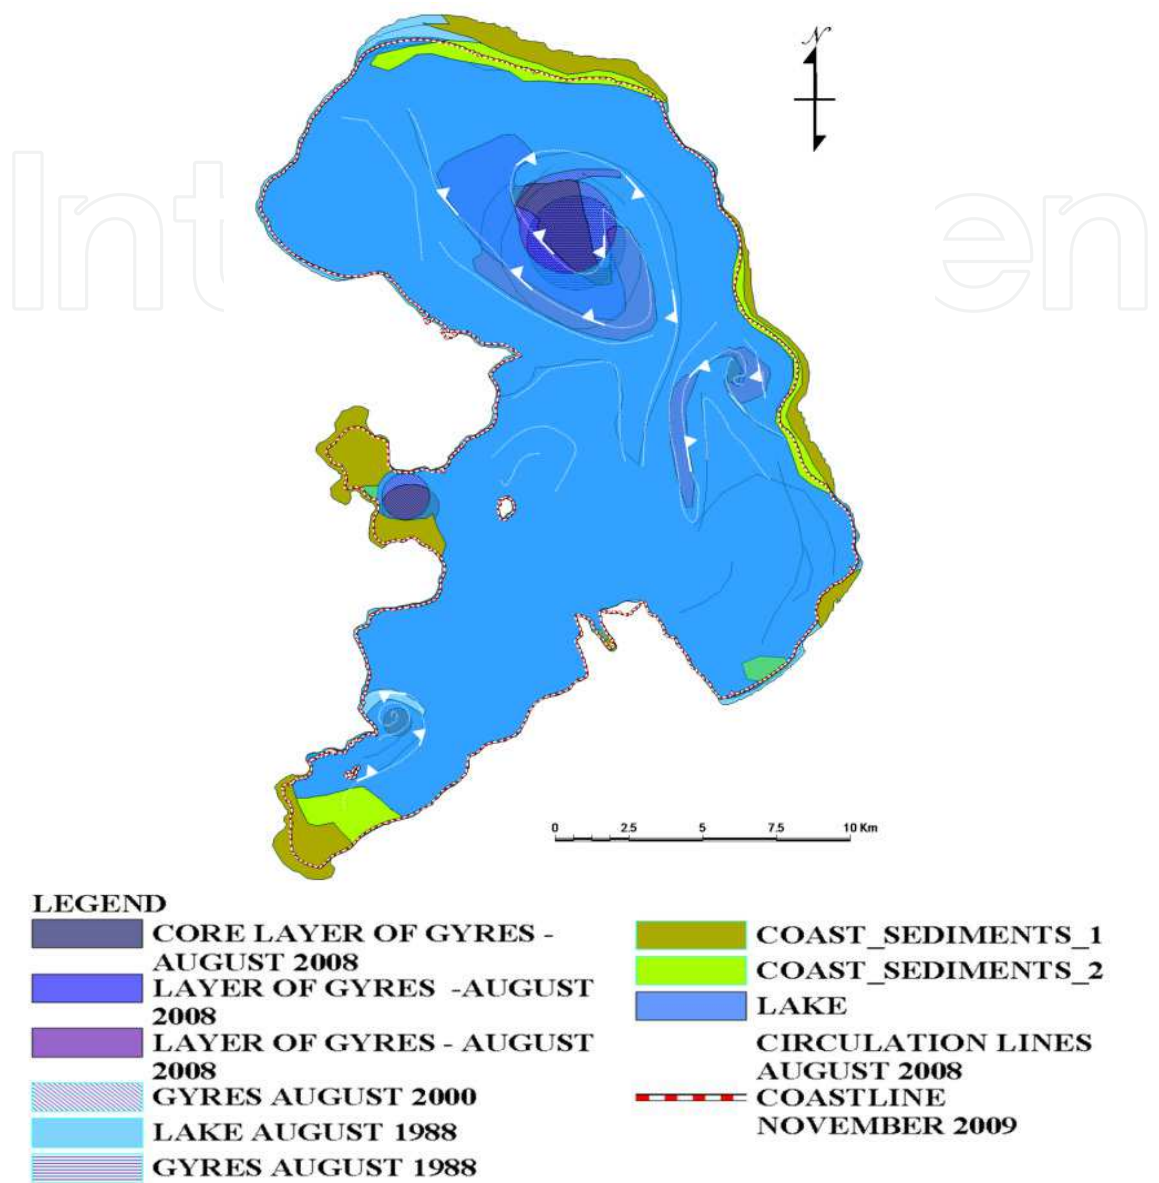 N
Int
en
0 2.5 5 7.5 10 Km
LEGEND
CORE LAYER OF GYRES -
AUGUST 2008
LAYER OF GYRES -AUGUST
2008
LAYER OF GYRES - AUGUST
2008
GYRES AUGUST 2000
LAKE AUGUST 1988
GYRES AUGUST 1988
COAST_SEDIMENTS_1
COAST_SEDIMENTS_2
LAKE
CIRCULATION LINES
AUGUST 2008
COASTLINE
NOVEMBER 2009